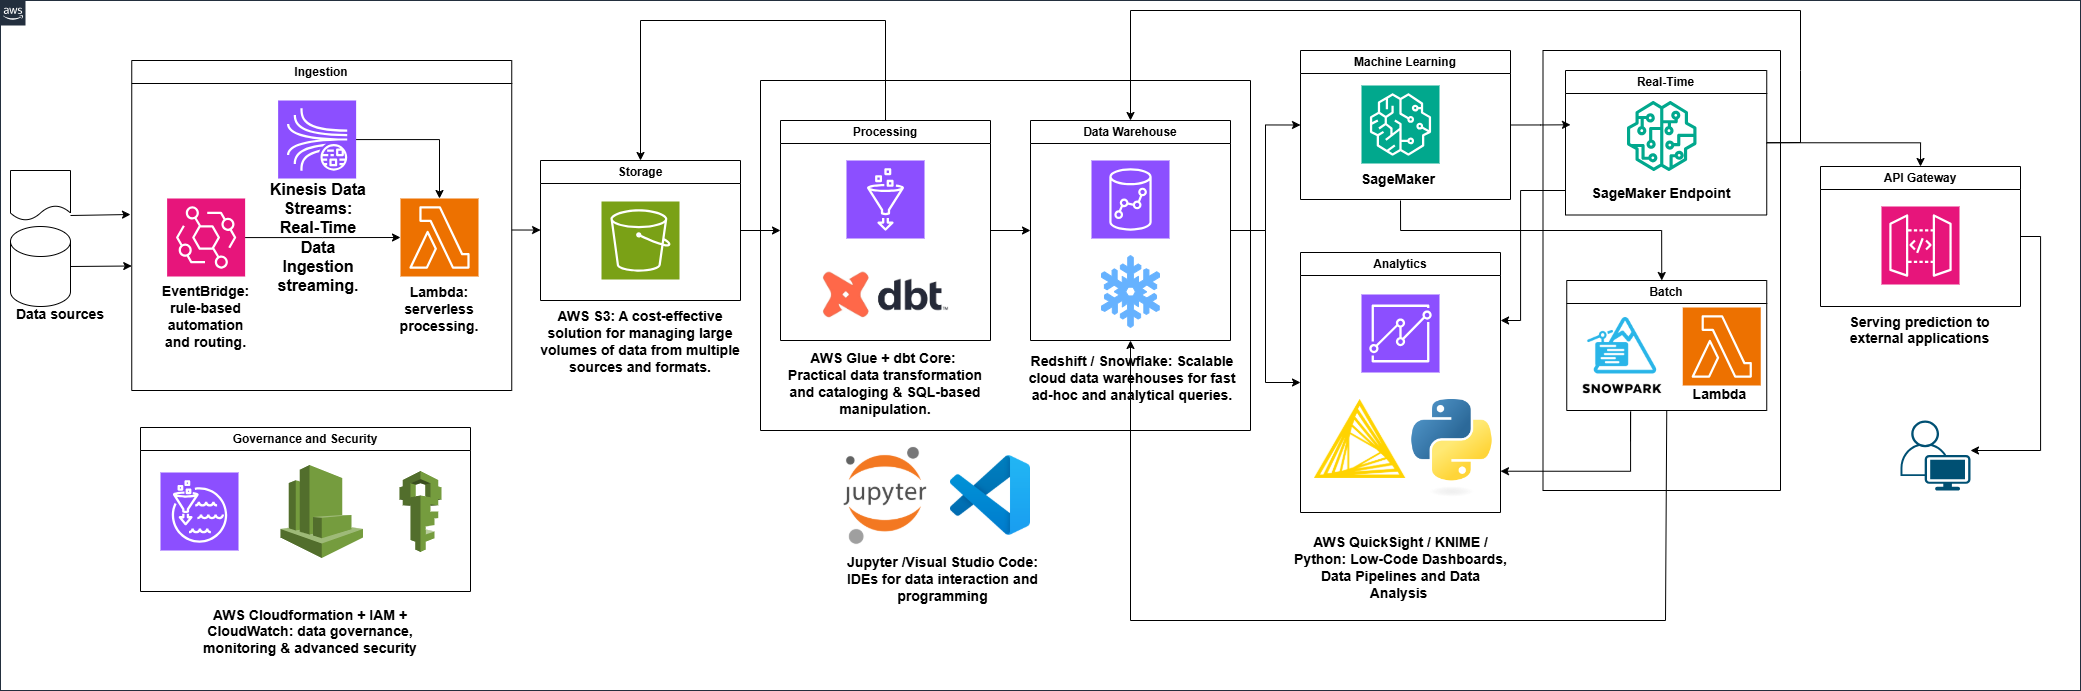 aws
Ingestion
Kinesis Data
Streams:
Real-Time
Data
Ingestion
streaming.
EventBridge:
rule-based
automation
and routing.
Lambda:
serverless
processing.
Data sources
Storage
AWS S3: A cost-effective
solution for managing large
volumes of data from multiple
sources and formats.
Processing
dbt
AWS Glue + dbt Core:
Practical data transformation
and cataloging & SQL-based
manipulation.
Data Warehouse
Redshift / Snowflake: Scalable
cloud data warehouses for fast
ad-hoc and analytical queries.
Machine Learning
SageMaker
Real-Time
SageMaker Endpoint
API Gateway
Serving prediction to
external applications
Analytics
AWS QuickSight / KNIME /
Python: Low-Code Dashboards,
Data Pipelines and Data
Analysis
Batch
SNOWPARK
Lambda
Governance and Security
AWS Cloudformation + IAM +
CloudWatch: data governance,
monitoring & advanced security
jupyter
Jupyter /Visual Studio Code:
IDEs for data interaction and
programming